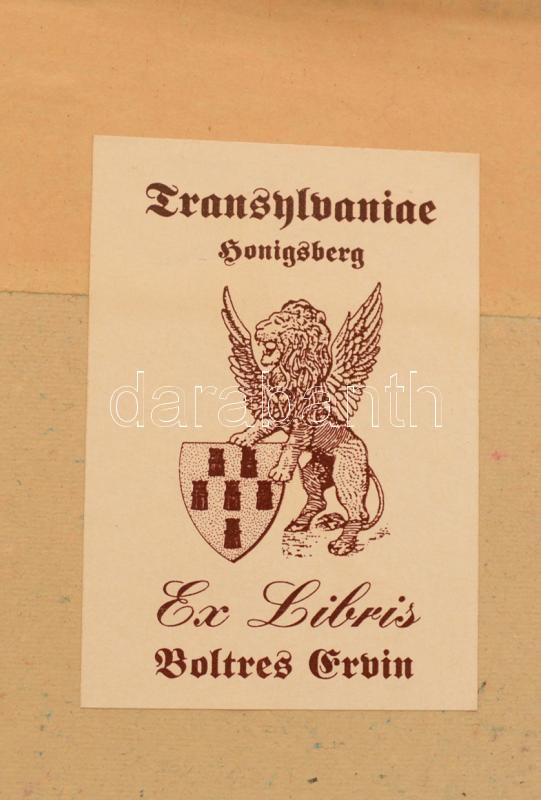 Transylvaniae
Honigsberg
darabanth
Ex Libris
Boltres Ervin